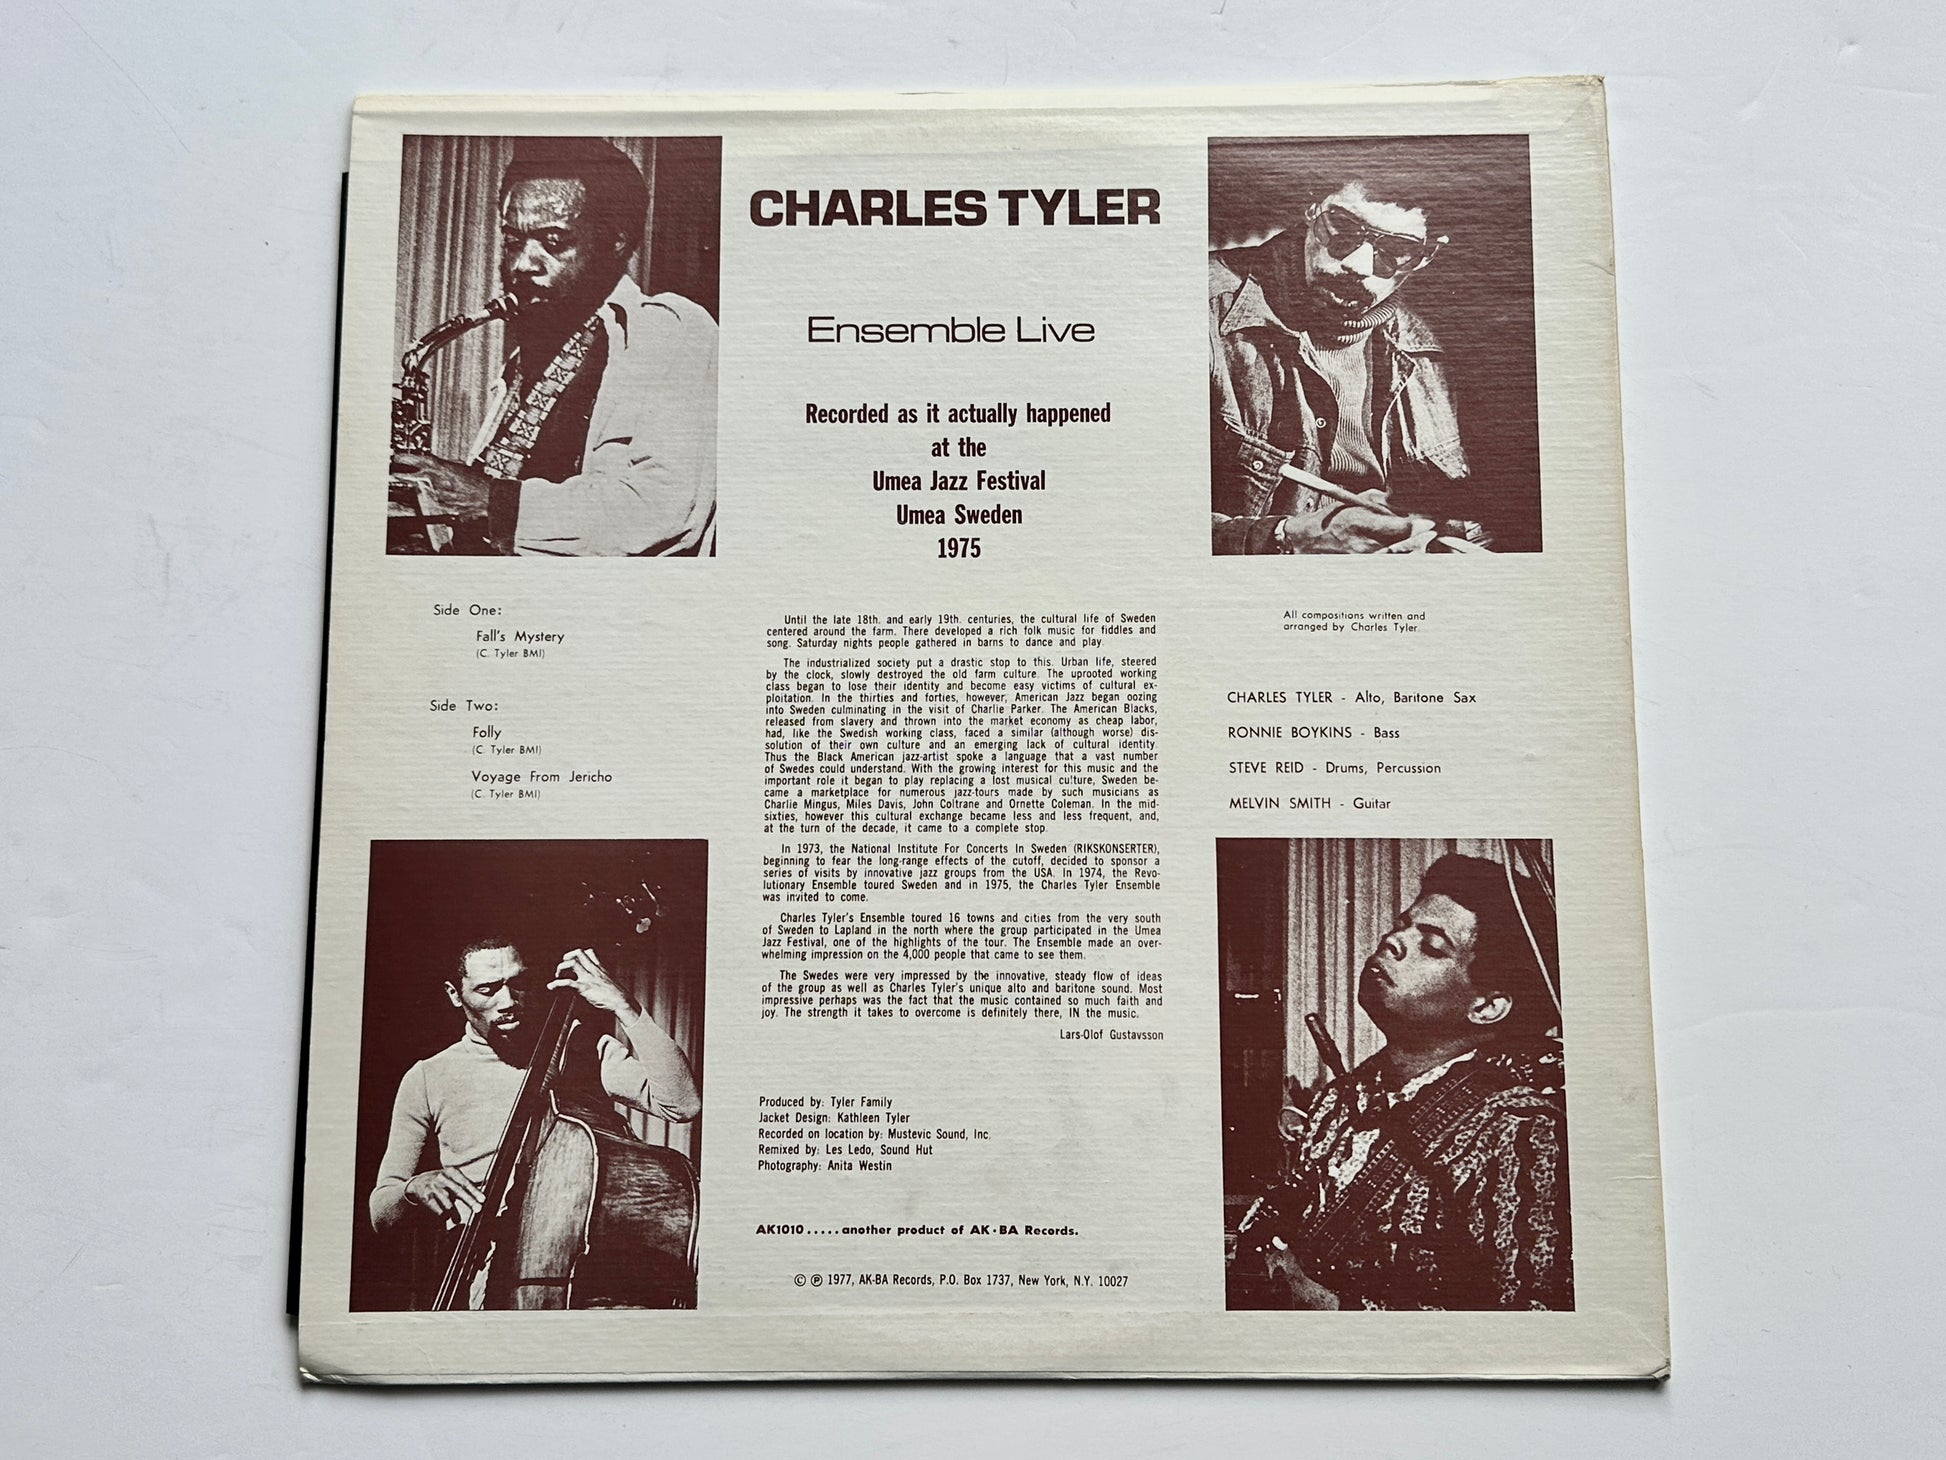 CHARLES TYLER
Ensemble Live
Recorded as it actually happened
at the
Umea Jazz Festival
Umea Sweden
1975
Side One:
Fall's Mystery
(C. Tyler BMI)
Side Two:
Folly
(C. Tyler BMI)
Voyage From Jericho
(C. Tyler BMI)
Until the late 18th. and early 19th. centuries, the cultural life of Sweden
centered around the farm. There developed a rich folk music for fiddles and
song. Saturday nights people gathered in barns to dance and play.
The industrialized society put a drastic stop to this. Urban life, steered
by the clock, slowly destroyed the old farm culture. The uprooted working
class began to lose their identity and become easy victims of cultural ex-
ploitation. In the thirties and forties, however, American Jazz began oozing
into Sweden culminating in the visit of Charlie Parker. The American Blacks,
released from slavery and thrown into the market economy as cheap labor,
had, like the Swedish working class, faced a similar (although worse) dis-
solution of their own culture and an emerging lack of cultural identity.
Thus the Black American jazz-artist spoke a language that a vast number
of Swedes could understand. With the growing interest for this music and the
important role it began to play replacing a lost musical culture, Sweden be-
came a marketplace for numerous jazz-tours made by such musicians as
Charlie Mingus, Miles Davis, John Coltrane and Ornette Coleman. In the mid-
sixties, however this cultural exchange became less and less frequent, and,
at the turn of the decade, it came to a complete stop.
In 1973, the National Institute For Concerts In Sweden (RIKSKONSERTER),
beginning to fear the long-range effects of the cutoff, decided to sponsor a
series of visits by innovative jazz groups from the USA. In 1974, the Revo-
lutionary Ensemble toured Sweden and in 1975, the Charles Tyler Ensemble
was invited to come.
Charles Tyler's Ensemble toured 16 towns and cities from the very south
of Sweden to Lapland in the north where the group participated in the Umea
Jazz Festival, one of the highlights of the tour. The Ensemble made an over-
whelming impression on the 4,000 people that came to see them.
The Swedes were very impressed by the innovative, steady flow of ideas
of the group as well as Charles Tyler's unique alto and baritone sound. Most
impressive perhaps was the fact that the music contained so much faith and
joy. The strength it takes to overcome is definitely there, IN the music.
Lars-Olof Gustavsson
All compositions written and
arranged by Charles Tyler.
CHARLES TYLER - Alto, Baritone Sax
RONNIE BOYKINS - Bass
STEVE REID - Drums, Percussion
MELVIN SMITH - Guitar
Produced by: Tyler Family
Jacket Design: Kathleen Tyler
Recorded on location by: Mustevic Sound, Inc.
Remixed by: Les Ledo, Sound Hut
Photography: Anita Westin
AK1010.....another product of AK·BA Records.
© ℗ 1977, AK-BA Records, P.O. Box 1737, New York, N.Y. 10027